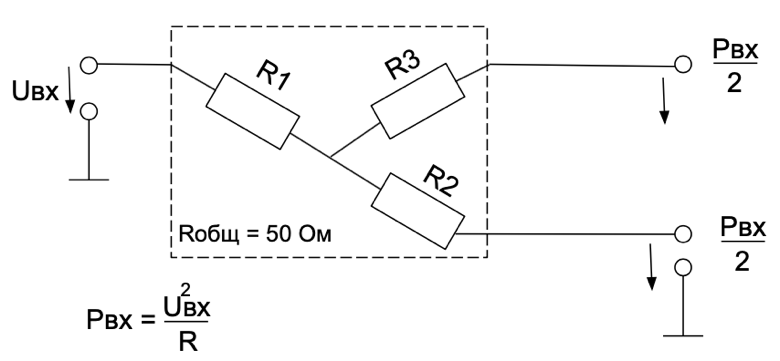 Uвх
R1
R3
R2
Rобщ = 50 Ом
Pвх
2
Pвх
2
Pвх = U²вх
R